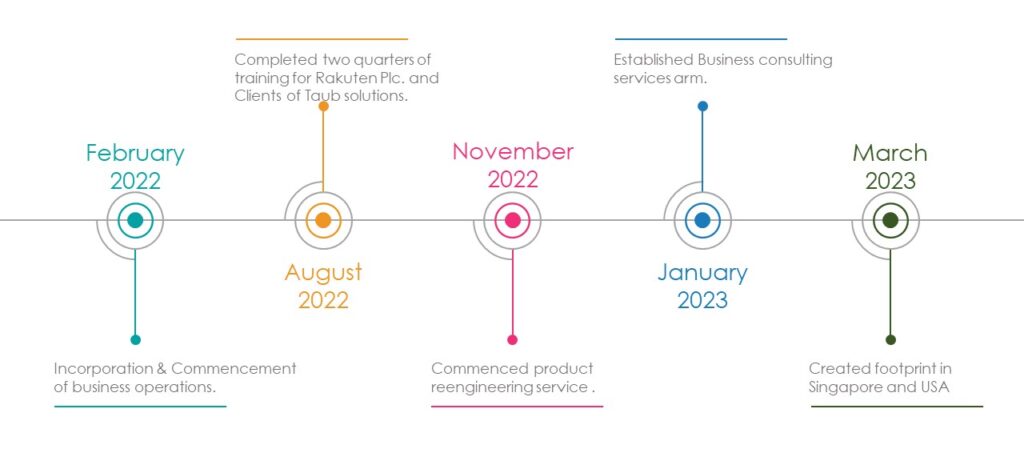 February
2022
Incorporation & Commencement
of business operations.
Completed two quarters of
training for Rakuten Plc. and
Clients of Taub solutions.
August
2022
November
2022
Commenced product
reengineering service .
Established Business consulting
services arm.
January
2023
March
2023
Created footprint in
Singapore and USA